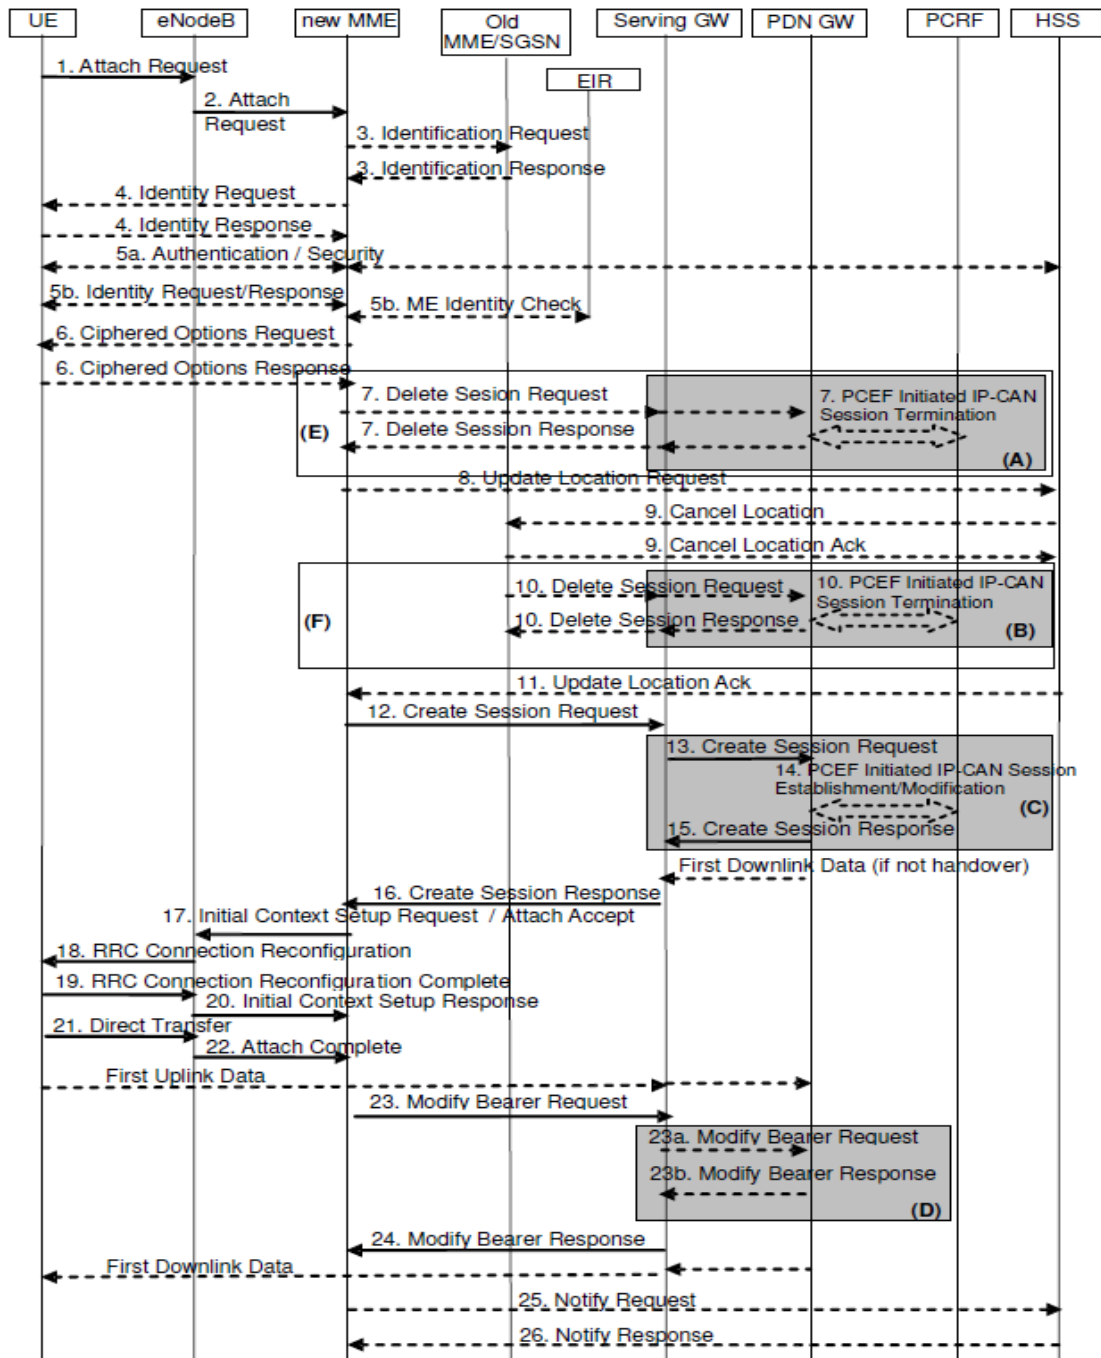 UE
eNodeB
new MME
Old
MME/SGSN
Serving GW
PDN GW
PCRF
HSS
EIR
1. Attach Request
2. Attach
Request
3. Identification Request
3. Identification Response
4. Identity Request
4. Identity Response
5a. Authentication / Security
5b. Identity Request/Response
5b. ME Identity Check
6. Ciphered Options Request
6. Ciphered Options Response
7. Delete Sesion Request
7. PCEF Initiated IP-CAN
Session Termination
(E)
7. Delete Session Response
(A)
8. Update Location Request
9. Cancel Location
9. Cancel Location Ack
10. Delete Session Request
10. PCEF Initiated IP-CAN
Session Termination
(F)
10. Delete Session Response
(B)
11. Update Location Ack
12. Create Session Request
13. Create Session Request
14. PCEF Initiated IP-CAN Session
Establishment/Modification
(C)
15. Create Session Response
First Downlink Data (if not handover)
16. Create Session Response
17. Initial Context Setup Request / Attach Accept
18. RRC Connection Reconfiguration
19. RRC Connection Reconfiguration Complete
20. Initial Context Setup Response
21. Direct Transfer
22. Attach Complete
First Uplink Data
23. Modify Bearer Request
23a. Modify Bearer Request
23b. Modify Bearer Response
(D)
24. Modify Bearer Response
First Downlink Data
25. Notify Request
26. Notify Response